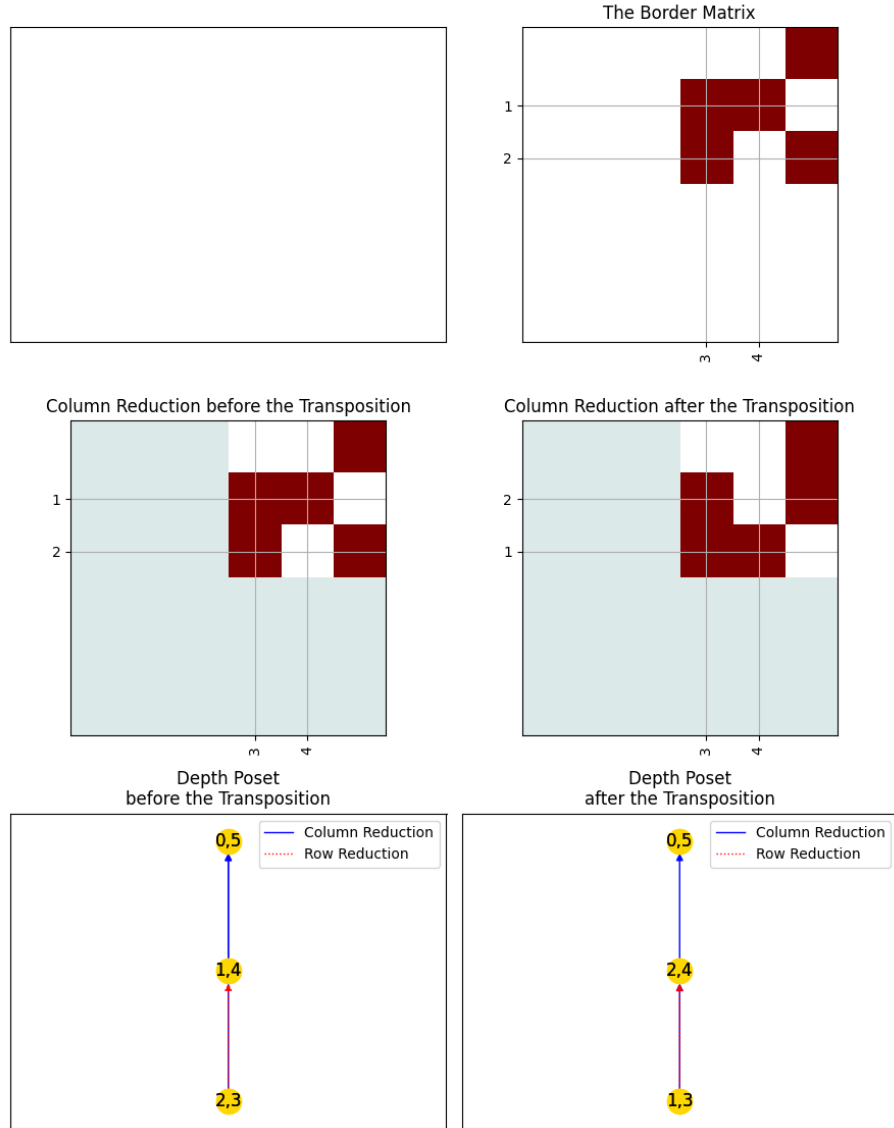 The Border Matrix
1
2
3
4
Column Reduction before the Transposition
1
2
3
4
Column Reduction after the Transposition
2
1
3
4
Depth Poset
before the Transposition
Column Reduction
Row Reduction
0,5
1,4
2,3
Depth Poset
after the Transposition
Column Reduction
Row Reduction
0,5
2,4
1,3